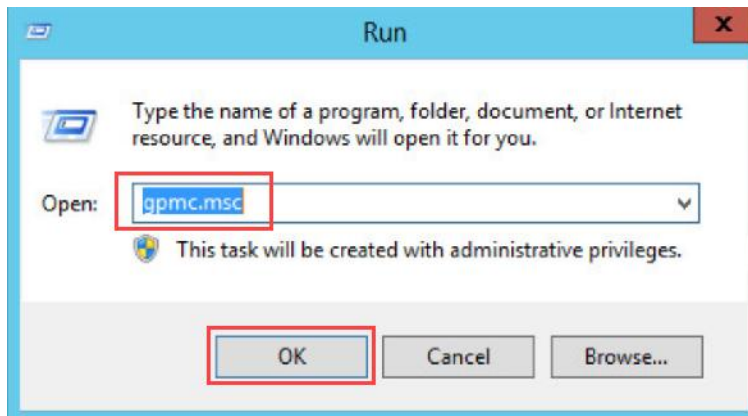 Run
x
Type the name of a program, folder, document, or Internet
resource, and Windows will open it for you.
Open:
gpmc.msc
This task will be created with administrative privileges.
OK
Cancel
Browse...